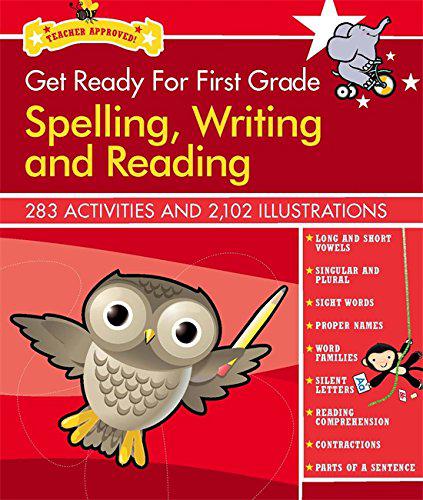 TEACHER APPROVED!
Get Ready For First Grade
Spelling, Writing
and Reading
283 ACTIVITIES AND 2,102 ILLUSTRATIONS
LONG AND SHORT
VOWELS
SINGULAR AND
PLURAL
SIGHT WORDS
PROPER NAMES
WORD
FAMILIES
SILENT
LETTERS
READING
COMPREHENSION
CONTRACTIONS
PARTS OF A SENTENCE